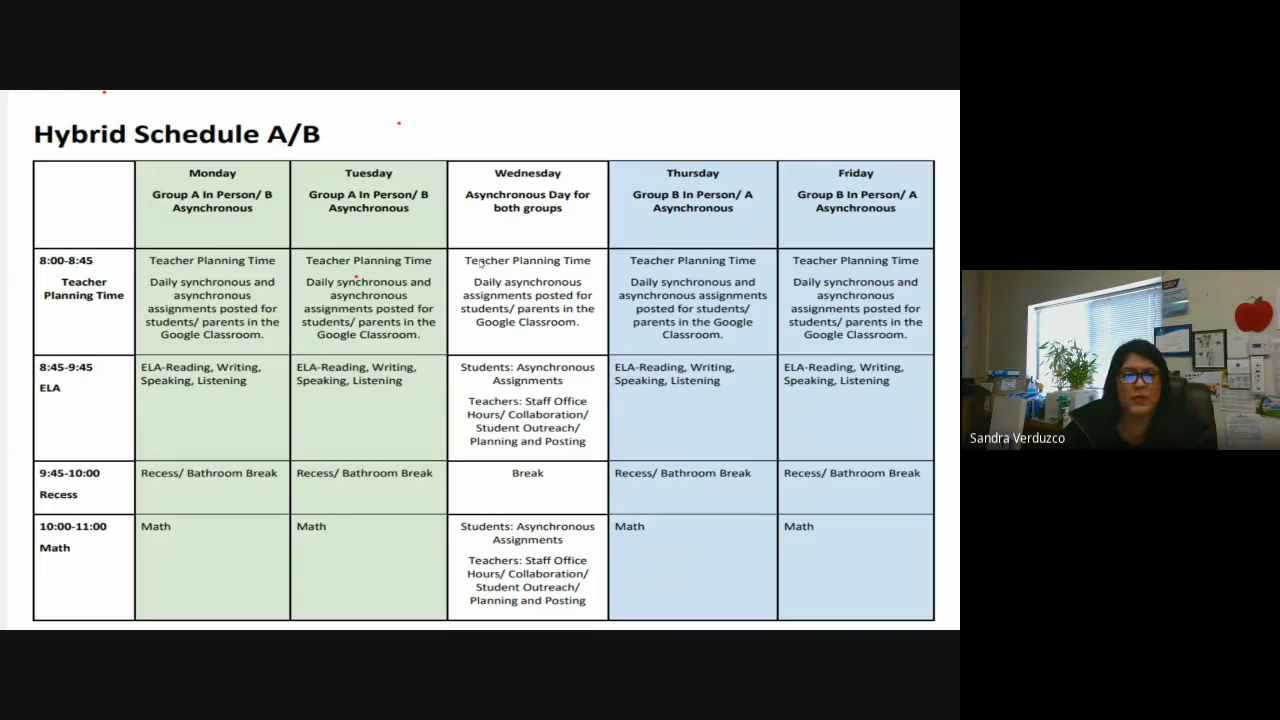 Hybrid Schedule A/B
Monday
Group A In Person/ B
Asynchronous
Tuesday
Group A In Person/ B
Asynchronous
Wednesday
Asynchronous Day for
both groups
Thursday
Group B In Person/ A
Asynchronous
Friday
Group B In Person/ A
Asynchronous
8:00-8:45
Teacher
Planning Time
Teacher Planning Time
Daily synchronous and
asynchronous
assignments posted for
students/ parents in the
Google Classroom.
Teacher Planning Time
Daily synchronous and
asynchronous
assignments posted for
students/ parents in the
Google Classroom.
Teacher Planning Time
Daily asynchronous
assignments posted for
students/ parents in the
Google Classroom.
Teacher Planning Time
Daily synchronous and
asynchronous assignments
posted for students/
parents in the Google
Classroom.
Teacher Planning Time
Daily synchronous and
asynchronous
assignments posted for
students/ parents in the
Google Classroom.
8:45-9:45
ELA
ELA-Reading, Writing,
Speaking, Listening
ELA-Reading, Writing,
Speaking, Listening
Students: Asynchronous
Assignments
Teachers: Staff Office
Hours/ Collaboration/
Student Outreach/
Planning and Posting
ELA-Reading, Writing,
Speaking, Listening
ELA-Reading, Writing,
Speaking, Listening
9:45-10:00
Recess
Recess/ Bathroom Break
Recess/ Bathroom Break
Break
Recess/ Bathroom Break
Recess/ Bathroom Break
10:00-11:00
Math
Math
Math
Students: Asynchronous
Assignments
Teachers: Staff Office
Hours/ Collaboration/
Student Outreach/
Planning and Posting
Math
Math
Sandra Verduzco